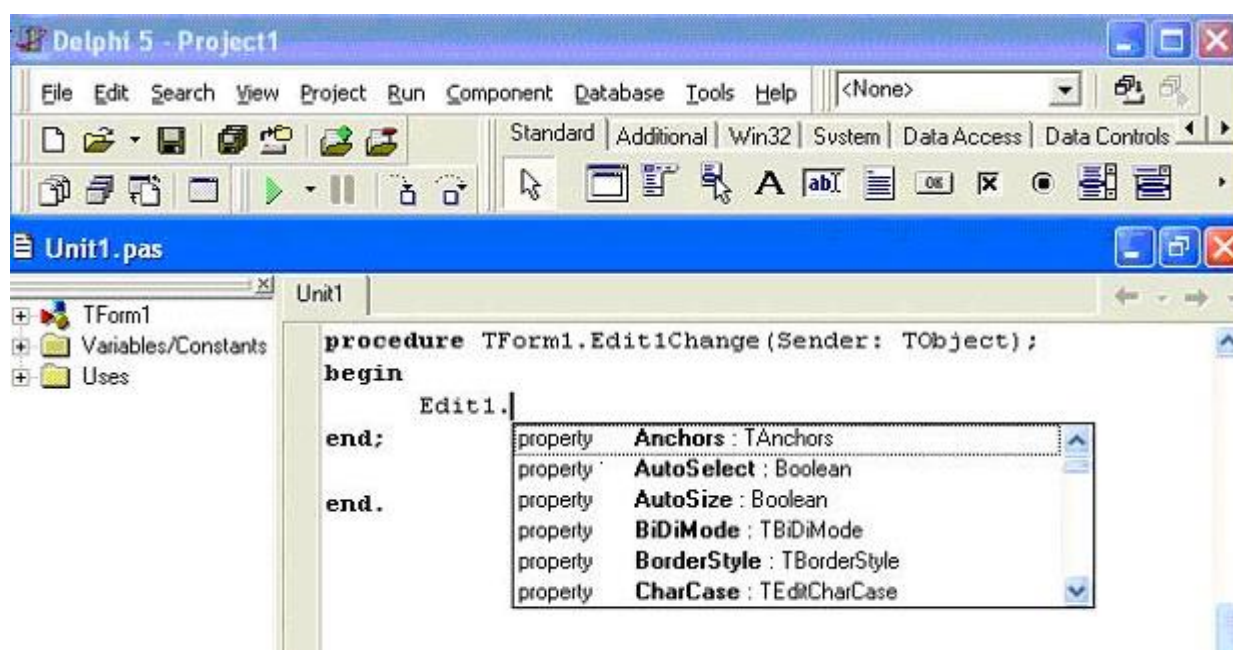 Delphi 5 - Project1
File Edit Search View Project Run Component Database Tools Help <None>
Standard Additional Win32 System Data Access Data Controls
A ab OK
Unit1.pas
TForm1
Variables/Constants
Uses
Unit1
procedure TForm1.Edit1Change(Sender: TObject);
begin
Edit1.
end;
end.
property Anchors : TAnchors
property AutoSelect : Boolean
property AutoSize : Boolean
property BiDiMode : TBiDiMode
property BorderStyle : TBorderStyle
property CharCase : TEditCharCase